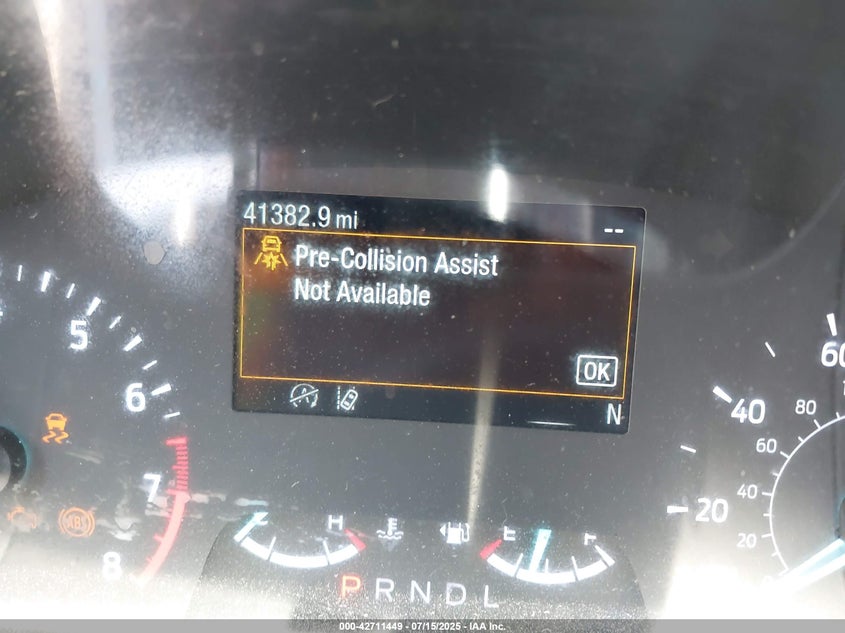 41382.9 mi
--
Pre-Collision Assist
Not Available
OK
N
5
6
7
8
ABS
H
E
F
P R N D L
60
40
20
80
60
40
20
000-42711449 - 07/15/2025 - IAA Inc.